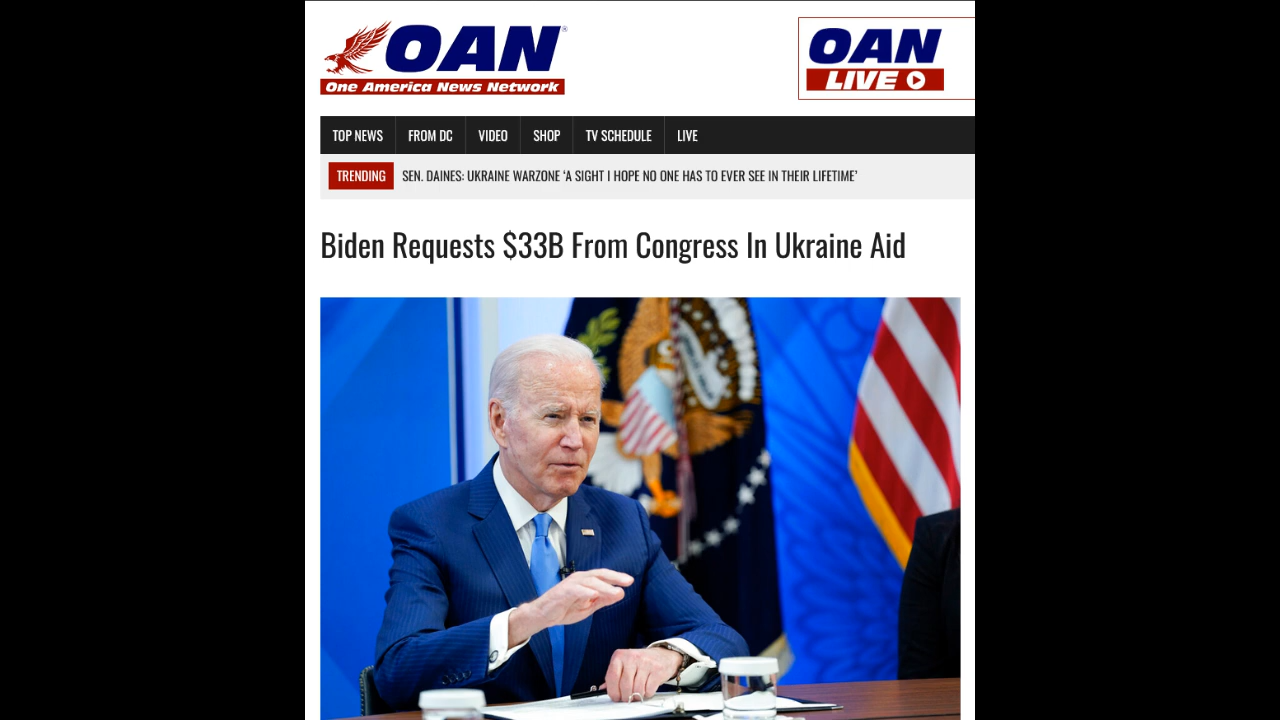 OAN®
One America News Network
OAN
LIVE
TOP NEWS FROM DC VIDEO SHOP TV SCHEDULE LIVE
TRENDING SEN. DAINES: UKRAINE WARZONE ‘A SIGHT I HOPE NO ONE HAS TO EVER SEE IN THEIR LIFETIME’
Biden Requests $33B From Congress In Ukraine Aid